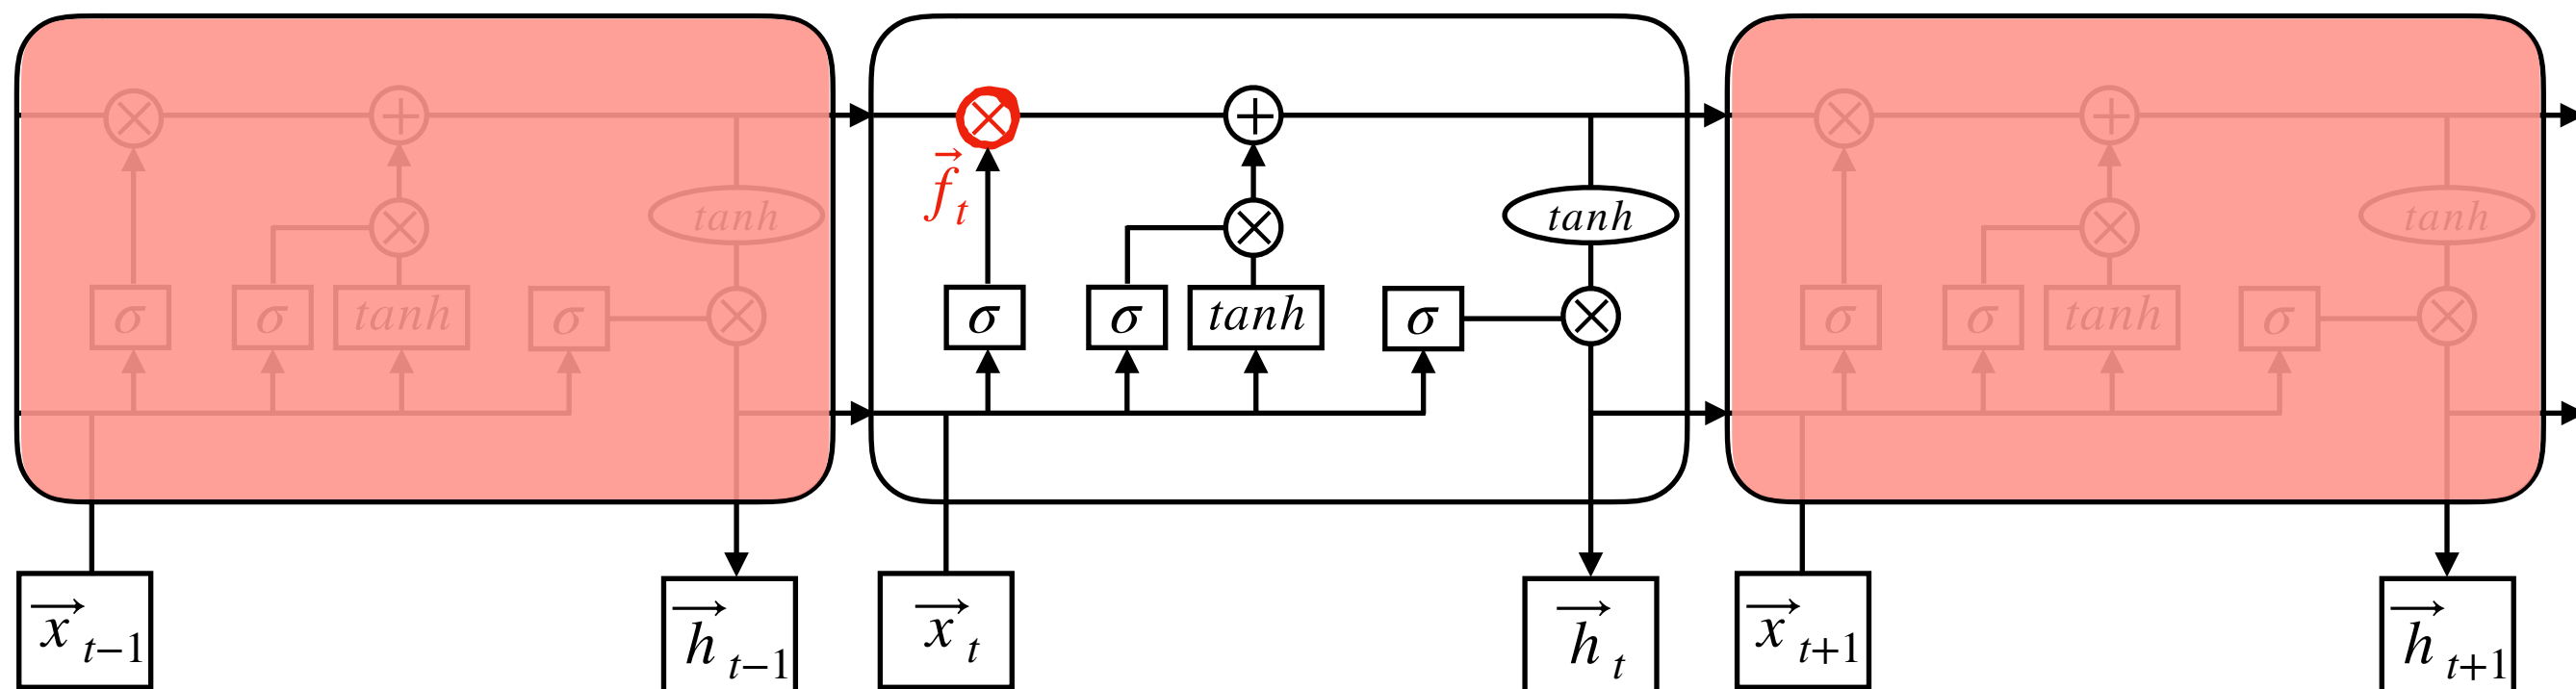 tanh tanh tanh
f⃗ t
σ σ tanh σ σ σ tanh σ σ σ tanh σ
x⃗ t−1 h⃗ t−1 x⃗ t h⃗ t x⃗ t+1 h⃗ t+1